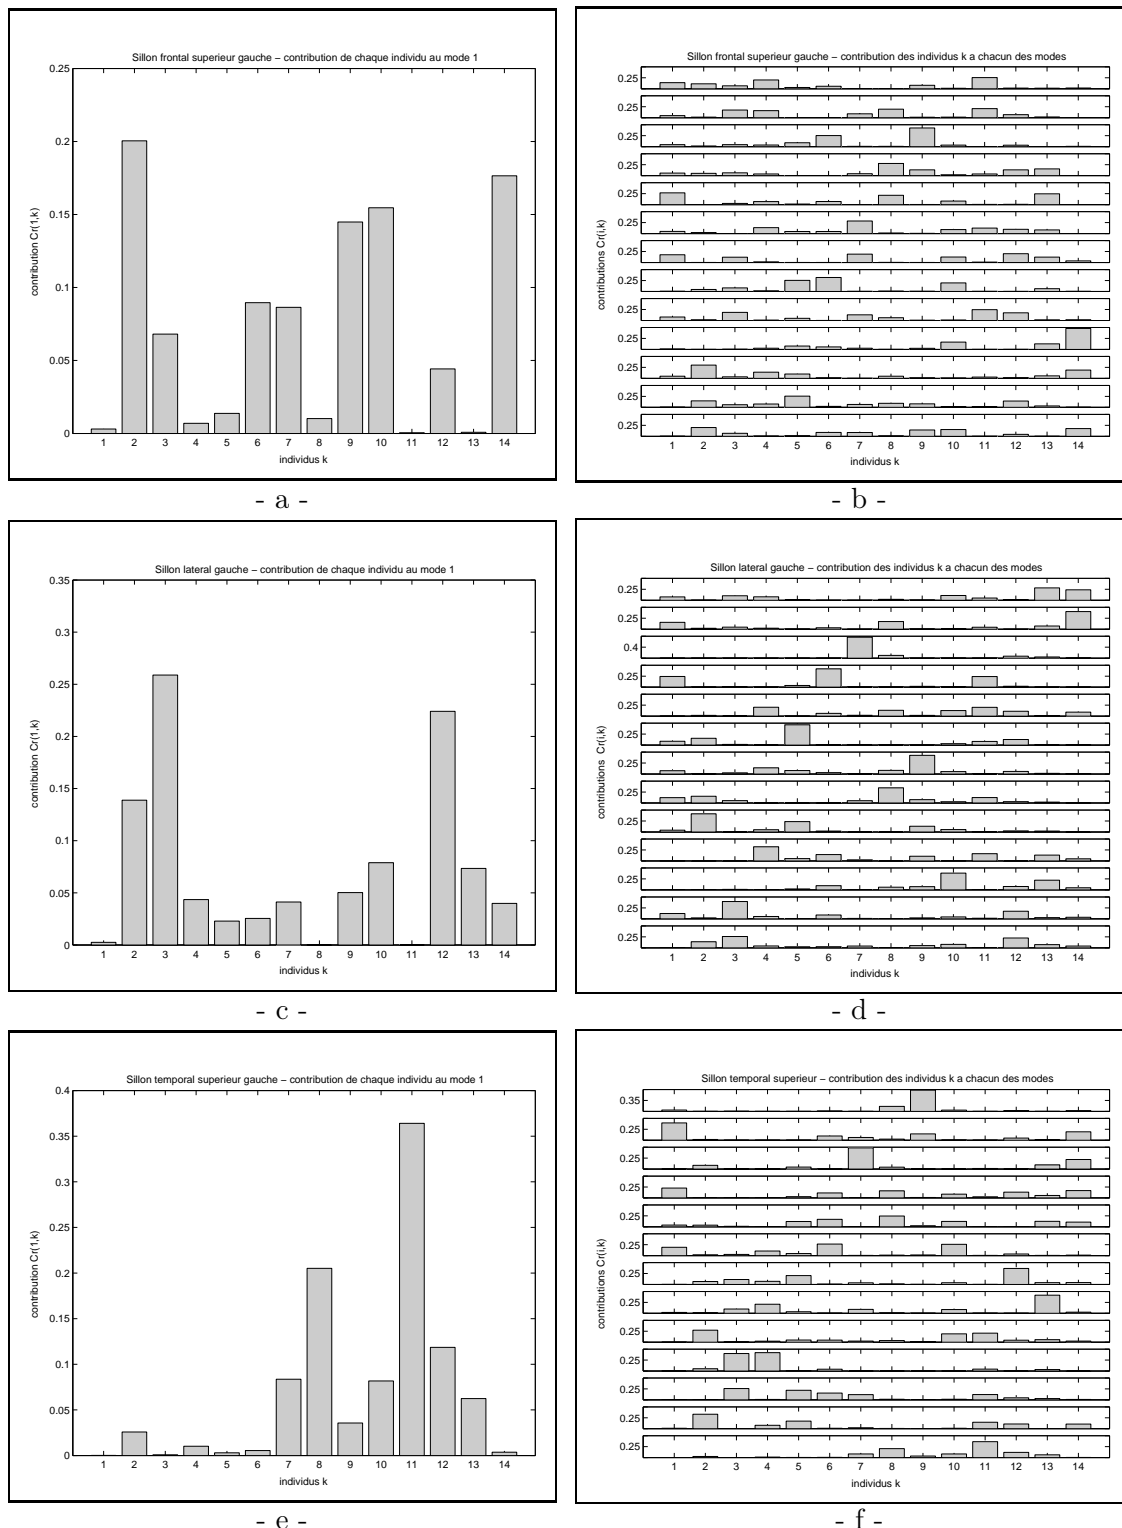 Sillon frontal superieur gauche – contribution de chaque individu au mode 1
0.25
0.2
0.15
0.1
0.05
0
contribution Cr(1,k)
1 2 3 4 5 6 7 8 9 10 11 12 13 14
individus k
- a -
Sillon frontal superieur gauche – contribution des individus k a chacun des modes
0.25
0.25
0.25
0.25
0.25
0.25
0.25
0.25
0.25
0.25
0.25
0.25
0.25
contributions Cr(i,k)
1 2 3 4 5 6 7 8 9 10 11 12 13 14
individus k
- b -
Sillon lateral gauche – contribution de chaque individu au mode 1
0.35
0.3
0.25
0.2
0.15
0.1
0.05
0
contribution Cr(1,k)
1 2 3 4 5 6 7 8 9 10 11 12 13 14
individus k
- c -
Sillon lateral gauche – contribution des individus k a chacun des modes
0.25
0.25
0.4
0.25
0.25
0.25
0.25
0.25
0.25
0.25
0.25
0.25
0.25
contributions Cr(i,k)
1 2 3 4 5 6 7 8 9 10 11 12 13 14
individus k
- d -
Sillon temporal superieur gauche – contribution de chaque individu au mode 1
0.4
0.35
0.3
0.25
0.2
0.15
0.1
0.05
0
contribution Cr(1,k)
1 2 3 4 5 6 7 8 9 10 11 12 13 14
individus k
- e -
Sillon temporal superieur – contribution des individus k a chacun des modes
0.35
0.25
0.25
0.25
0.25
0.25
0.25
0.25
0.25
0.25
0.25
0.25
0.25
contributions Cr(i,k)
1 2 3 4 5 6 7 8 9 10 11 12 13 14
individus k
- f -